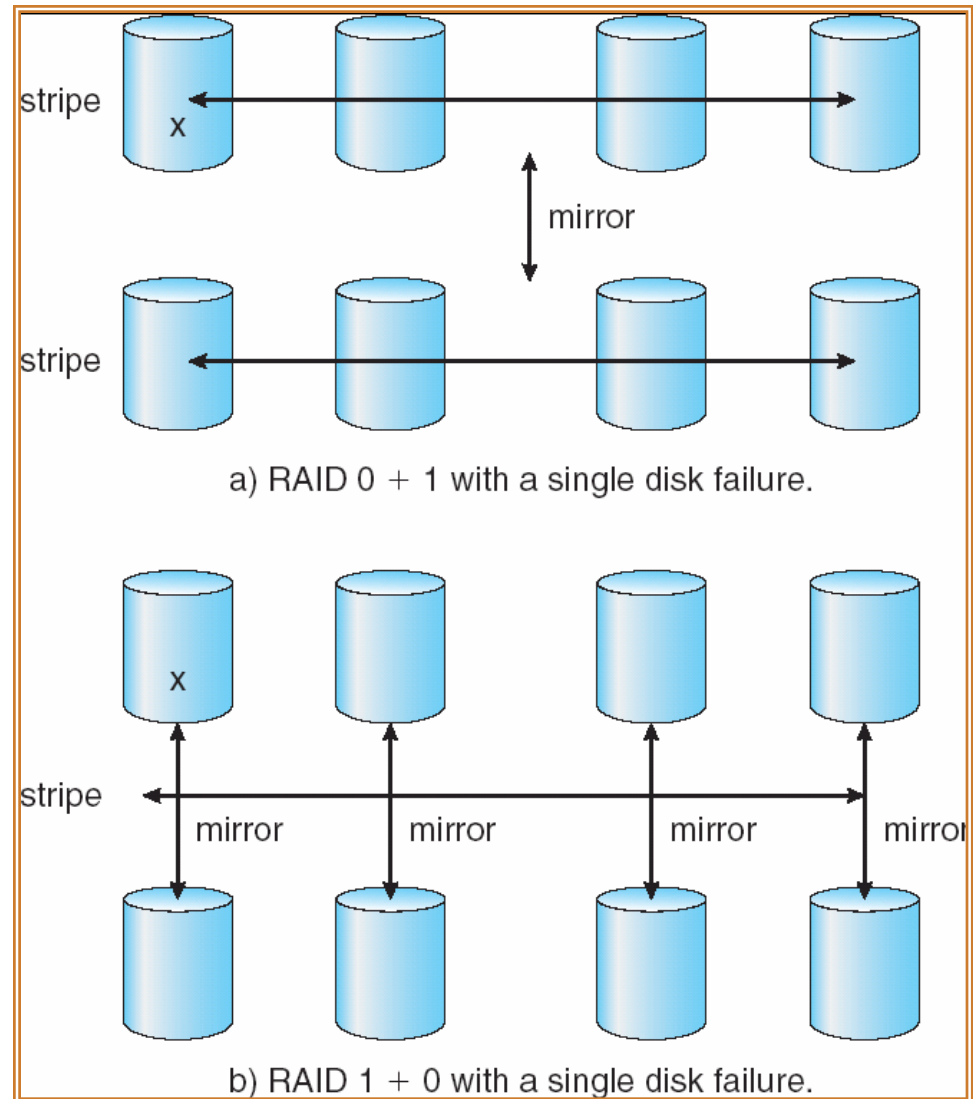 stripe
x
mirror
stripe
a) RAID 0 + 1 with a single disk failure.
x
stripe
mirror mirror mirror mirror
b) RAID 1 + 0 with a single disk failure.